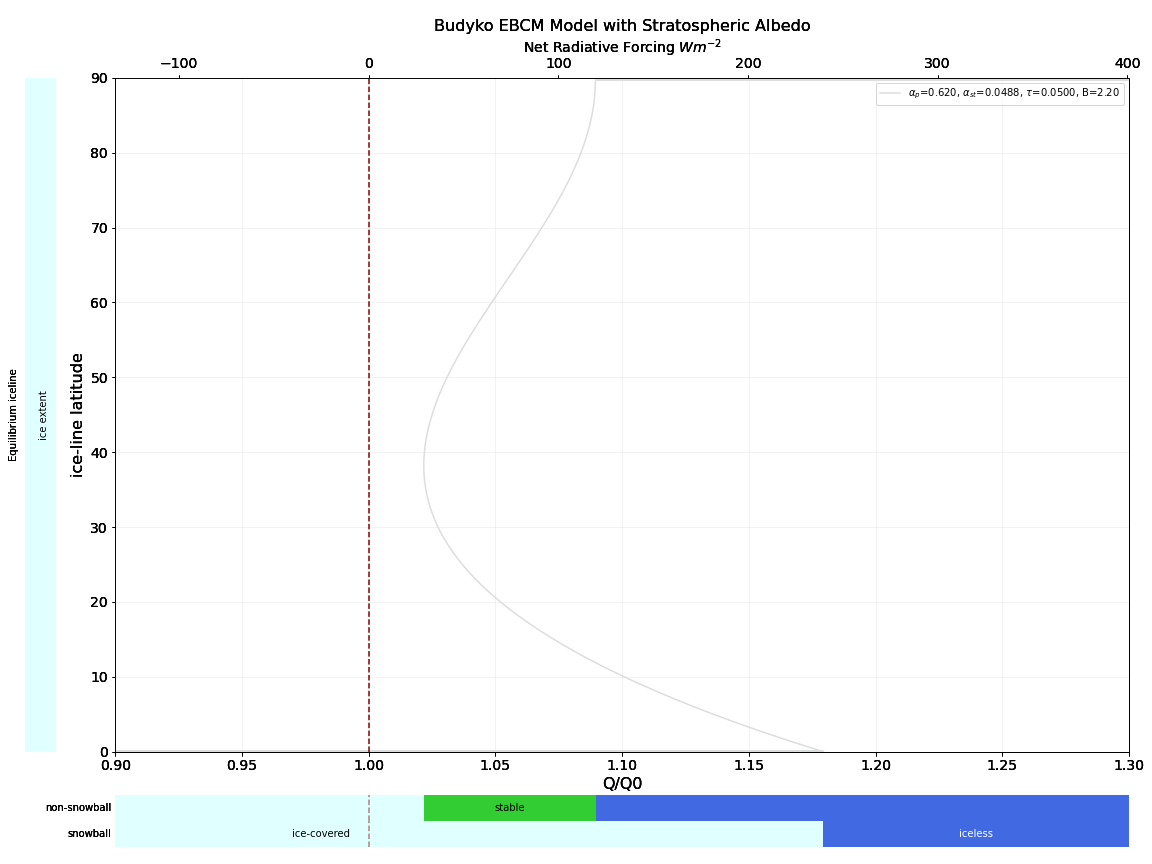 Budyko EBCM Model with Stratospheric Albedo
Net Radiative Forcing Wm⁻²
−100 0 100 200 300 400
αₚ=0.620, αₛₜ=0.0488, τ=0.0500, B=2.20
90
80
70
60
50
40
30
20
10
0
Equilibrium iceline
ice extent
ice-line latitude
0.90 0.95 1.00 1.05 1.10 1.15 1.20 1.25 1.30
Q/Q0
non-snowball stable
snowball ice-covered iceless